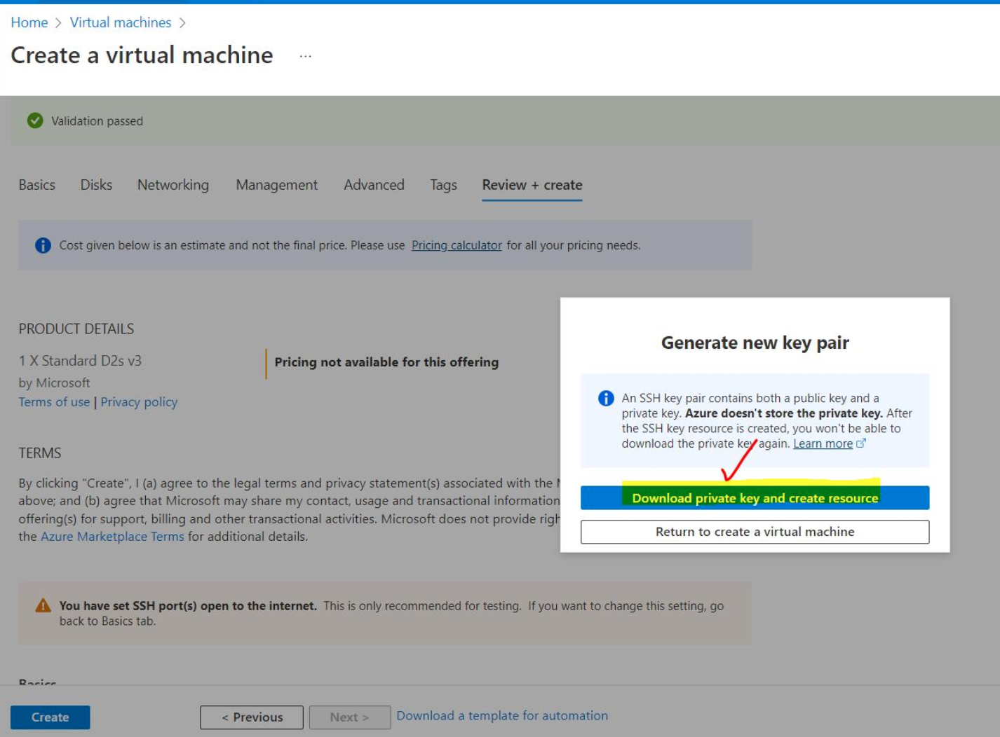 Home > Virtual machines >
Create a virtual machine ...
Validation passed
Basics Disks Networking Management Advanced Tags Review + create
Cost given below is an estimate and not the final price. Please use Pricing calculator for all your pricing needs.
PRODUCT DETAILS
1 X Standard D2s v3
by Microsoft
Terms of use | Privacy policy
Pricing not available for this offering
TERMS
By clicking "Create", I (a) agree to the legal terms and privacy statement(s) associated with the
above; and (b) agree that Microsoft may share my contact, usage and transactional information
offering(s) for support, billing and other transactional activities. Microsoft does not provide
the Azure Marketplace Terms for additional details.
Generate new key pair
An SSH key pair contains both a public key and a
private key. Azure doesn't store the private key. After
the SSH key resource is created, you won't be able to
download the private key again. Learn more
Download private key and create resource
Return to create a virtual machine
You have set SSH port(s) open to the internet. This is only recommended for testing. If you want to change this setting, go
back to Basics tab.
Basics
Create < Previous Next > Download a template for automation